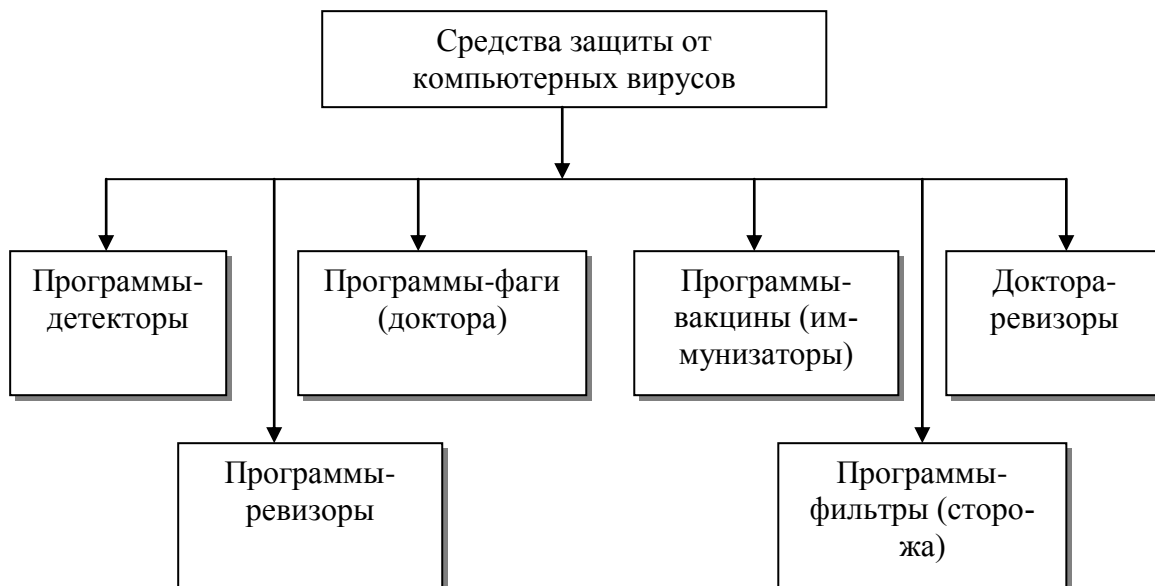 Средства защиты от
компьютерных вирусов
Программы-
детекторы
Программы-фаги
(доктора)
Программы-
вакцины (им-
мунизаторы)
Доктора-
ревизоры
Программы-
ревизоры
Программы-
фильтры (сторо-
жа)